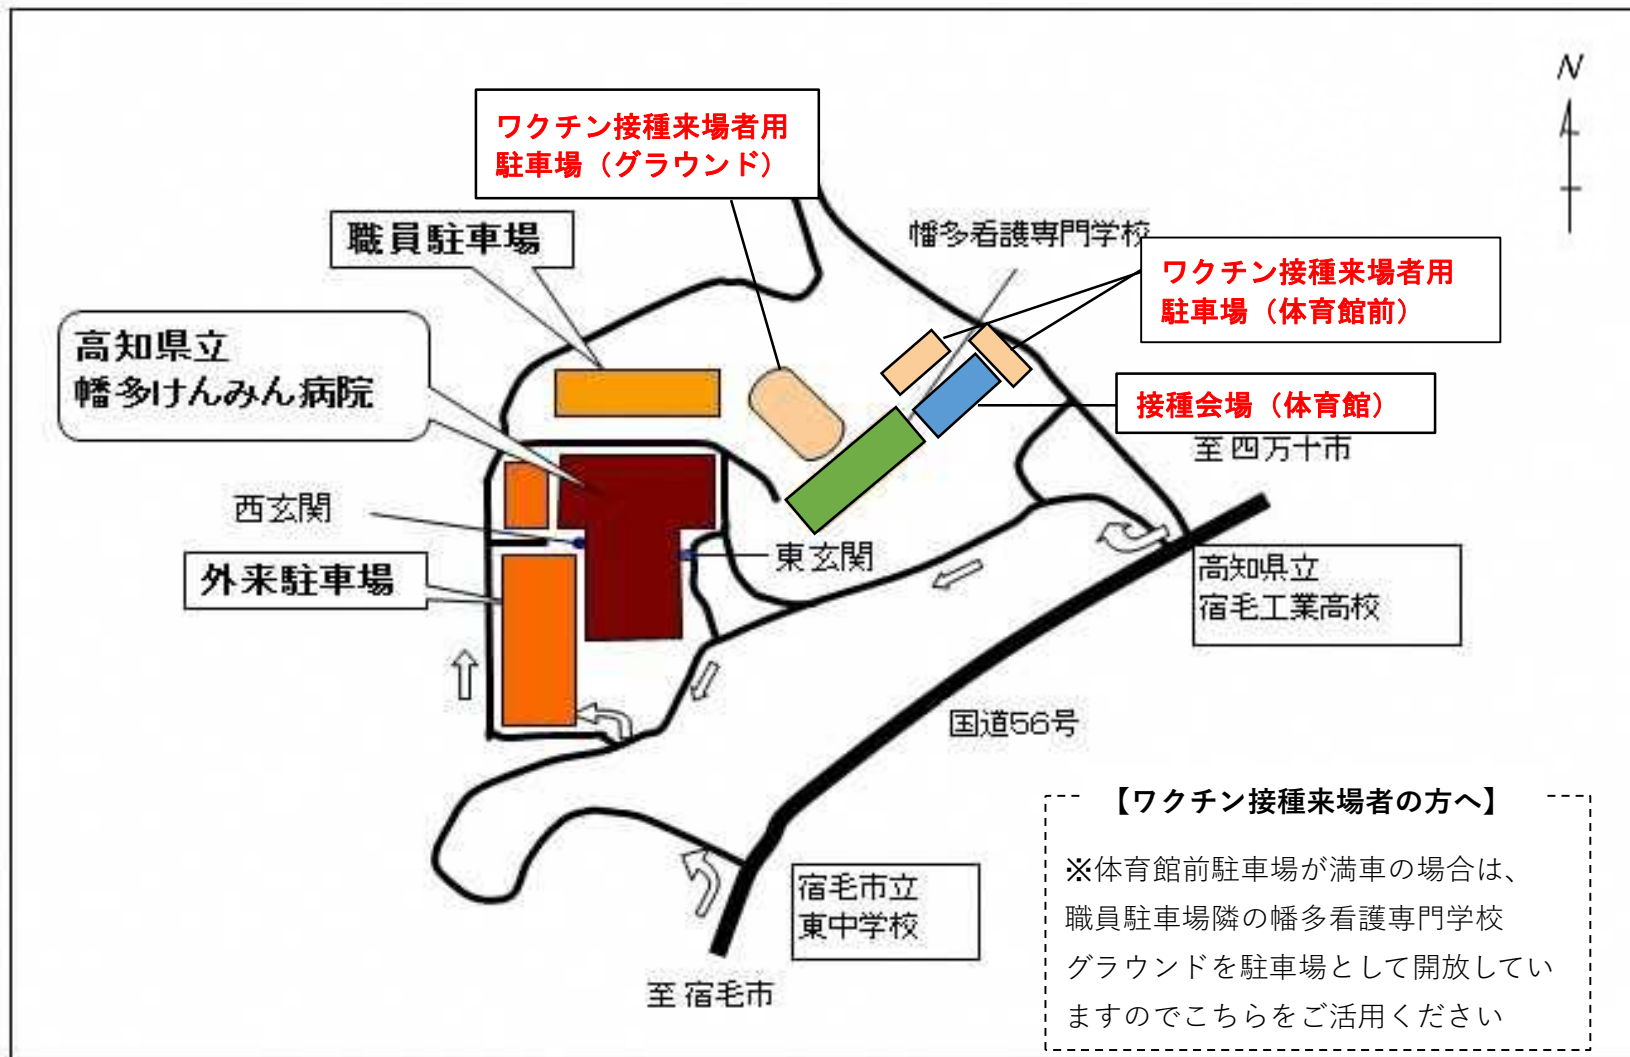 N
ワクチン接種来場者用
駐車場（グラウンド）
職員駐車場
幡多看護専門学校
ワクチン接種来場者用
駐車場（体育館前）
高知県立
幡多けんみん病院
接種会場（体育館）
至四万十市
西玄関
東玄関
外来駐車場
高知県立
宿毛工業高校
国道56号
宿毛市立
東中学校
至宿毛市
【ワクチン接種来場者の方へ】
※体育館前駐車場が満車の場合は、
職員駐車場隣の幡多看護専門学校
グラウンドを駐車場として開放してい
ますのでこちらをご活用ください